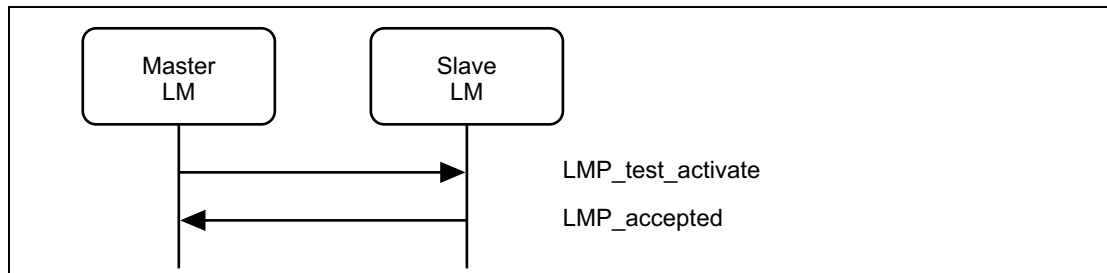 Master
LM
Slave
LM
LMP_test_activate
LMP_accepted